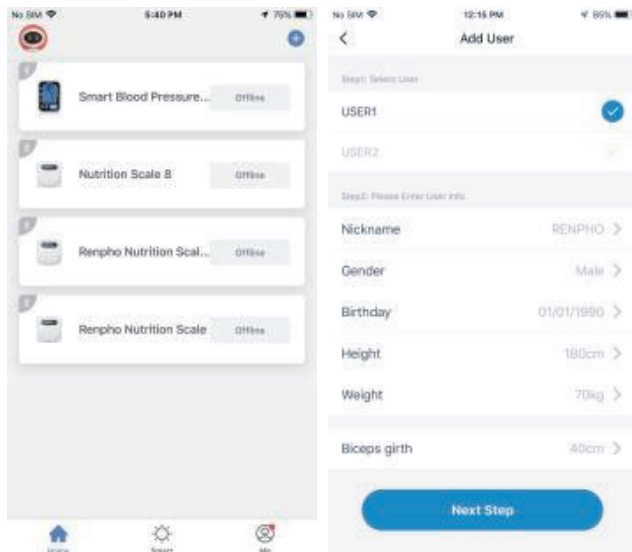 No SIM 5:40 PM 75%
Smart Blood Pressure... Offline
Nutrition Scale 8 Offline
Renpho Nutrition Scal... Offline
Renpho Nutrition Scale Offline
Home Smart Me
No SIM 12:15 PM 85%
Add User
Step1: Select User
USER1
USER2
Step2: Please Enter User Info
Nickname RENPHO
Gender Male
Birthday 01/01/1990
Height 180cm
Weight 70kg
Biceps girth 40cm
Next Step